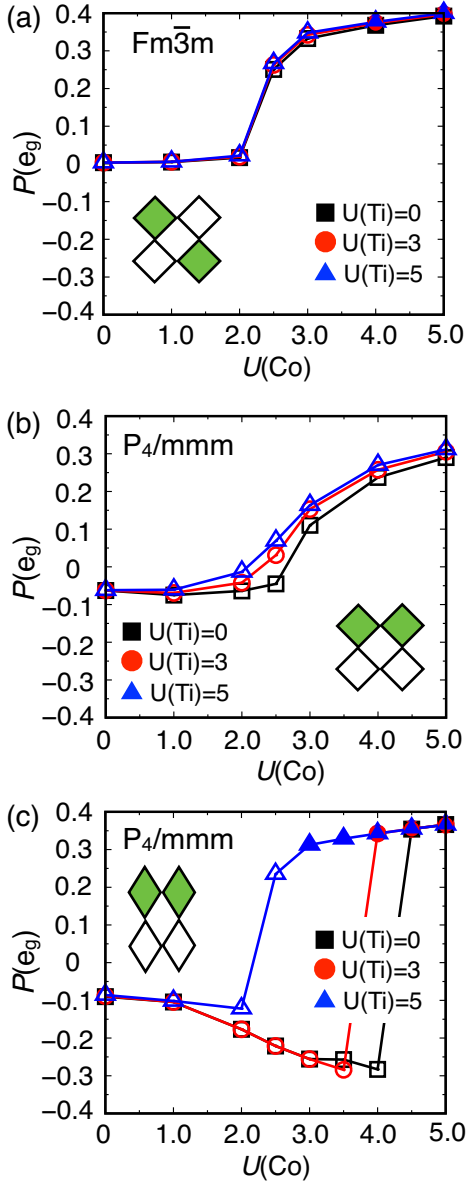 (a)
0.4
Fm3̅m
0.3
0.2
0.1
P(eg)
0
−0.1
−0.2
U(Ti)=0
−0.3
U(Ti)=3
U(Ti)=5
−0.4
0 1.0 2.0 3.0 4.0 5.0
U(Co)
(b)
0.4
P4/mmm
0.3
0.2
0.1
P(eg)
0
−0.1
−0.2
U(Ti)=0
−0.3
U(Ti)=3
U(Ti)=5
−0.4
0 1.0 2.0 3.0 4.0 5.0
U(Co)
(c)
0.4
P4/mmm
0.3
0.2
0.1
U(Ti)=0
P(eg)
0
U(Ti)=3
−0.1
U(Ti)=5
−0.2
−0.3
−0.4
0 1.0 2.0 3.0 4.0 5.0
U(Co)